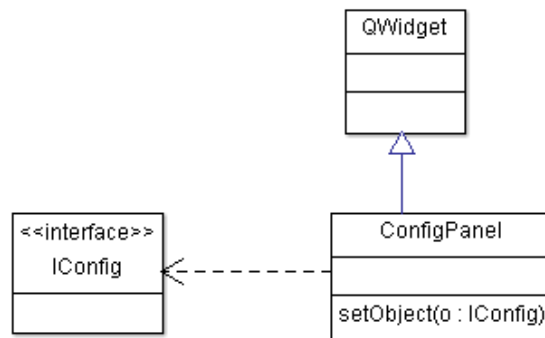 QWidget
<<interface>>
IConfig
ConfigPanel
setObject(o : IConfig)